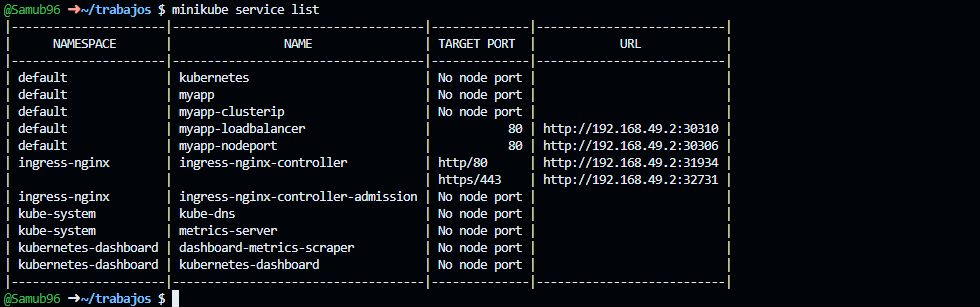 @Samub96 ➜~/trabajos $ minikube service list
|----------------------|------------------------------------|--------------|---------------------------|
|      NAMESPACE       |                NAME                | TARGET PORT  |            URL            |
|----------------------|------------------------------------|--------------|---------------------------|
| default              | kubernetes                         | No node port |                           |
| default              | myapp                              | No node port |                           |
| default              | myapp-clusterip                    | No node port |                           |
| default              | myapp-loadbalancer                 |           80 | http://192.168.49.2:30310 |
| default              | myapp-nodeport                     |           80 | http://192.168.49.2:30306 |
| ingress-nginx        | ingress-nginx-controller           | http/80      | http://192.168.49.2:31934 |
|                      |                                    | https/443    | http://192.168.49.2:32731 |
| ingress-nginx        | ingress-nginx-controller-admission | No node port |                           |
| kube-system          | kube-dns                           | No node port |                           |
| kube-system          | metrics-server                     | No node port |                           |
| kubernetes-dashboard | dashboard-metrics-scraper          | No node port |                           |
| kubernetes-dashboard | kubernetes-dashboard               | No node port |                           |
|----------------------|------------------------------------|--------------|---------------------------|
@Samub96 ➜~/trabajos $